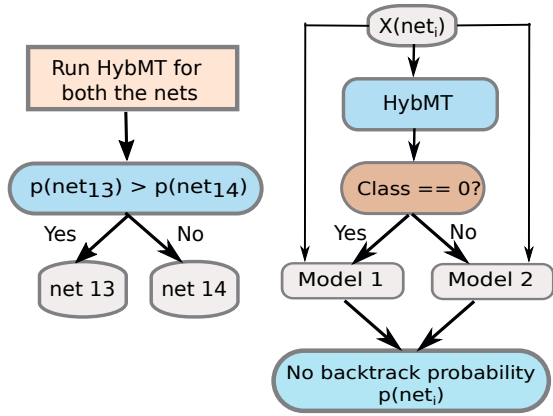 Run HybMT for
both the nets
p(net₁₃) > p(net₁₄)
Yes
No
net 13
net 14
X(netᵢ)
HybMT
Class == 0?
Yes
No
Model 1
Model 2
No backtrack probability
p(netᵢ)